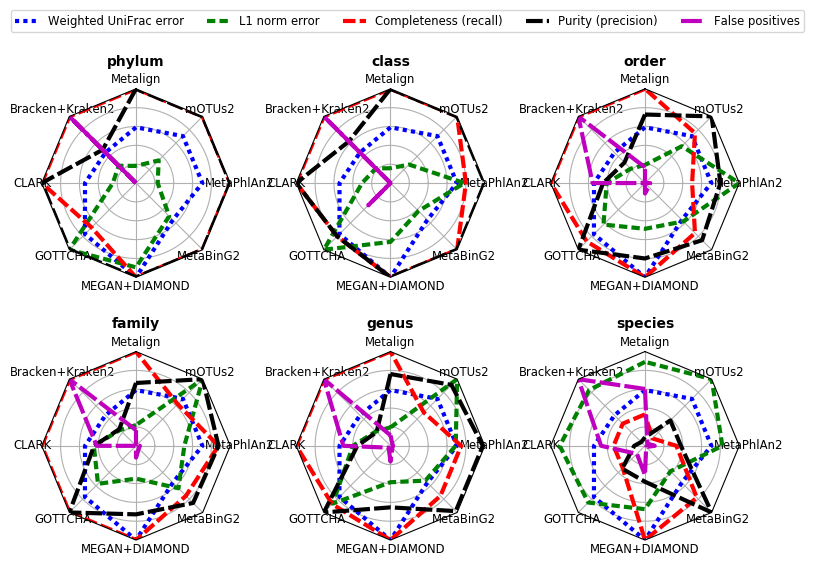 Weighted UniFrac error L1 norm error Completeness (recall) Purity (precision) False positives
phylum class order
Metalign Metalign Metalign
Bracken+Kraken2 mOTUs2 Bracken+Kraken2 mOTUs2 Bracken+Kraken2 mOTUs2
CLARK MetaPhlAn2 CLARK MetaPhlAn2 CLARK MetaPhlAn2
GOTTCHA MetaBinG2 GOTTCHA MetaBinG2 GOTTCHA MetaBinG2
MEGAN+DIAMOND MEGAN+DIAMOND MEGAN+DIAMOND
family genus species
Metalign Metalign Metalign
Bracken+Kraken2 mOTUs2 Bracken+Kraken2 mOTUs2 Bracken+Kraken2 mOTUs2
CLARK MetaPhlAn2 CLARK MetaPhlAn2 CLARK MetaPhlAn2
GOTTCHA MetaBinG2 GOTTCHA MetaBinG2 GOTTCHA MetaBinG2
MEGAN+DIAMOND MEGAN+DIAMOND MEGAN+DIAMOND